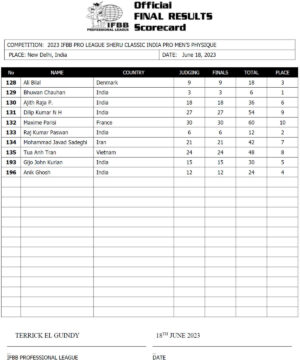 IFBB
PROFESSIONAL LEAGUE
Official
FINAL RESULTS
Scorecard
COMPETITION: 2023 IFBB PRO LEAGUE SHERU CLASSIC INDIA PRO MEN'S PHYSIQUE
PLACE: New Delhi, India DATE: June 18, 2023
No NAME COUNTRY JUDGING FINALS TOTAL PLACE
128 Ali Bilal Denmark 9 9 18 3
129 Bhuwan Chauhan India 3 3 6 1
130 Ajith Raja P. India 18 18 36 6
131 Dilip Kumar N H India 27 27 54 9
132 Maxime Parisi France 30 30 60 10
133 Raj Kumar Paswan India 6 6 12 2
134 Mohammad Javad Sadeghi Iran 21 21 42 7
135 Tua Anh Tran Vietnam 24 24 48 8
193 Gijo John Kurian India 15 15 30 5
196 Anik Ghosh India 12 12 24 4
TERRICK EL GUINDY 18TH JUNE 2023
IFBB PROFESSIONAL LEAGUE DATE